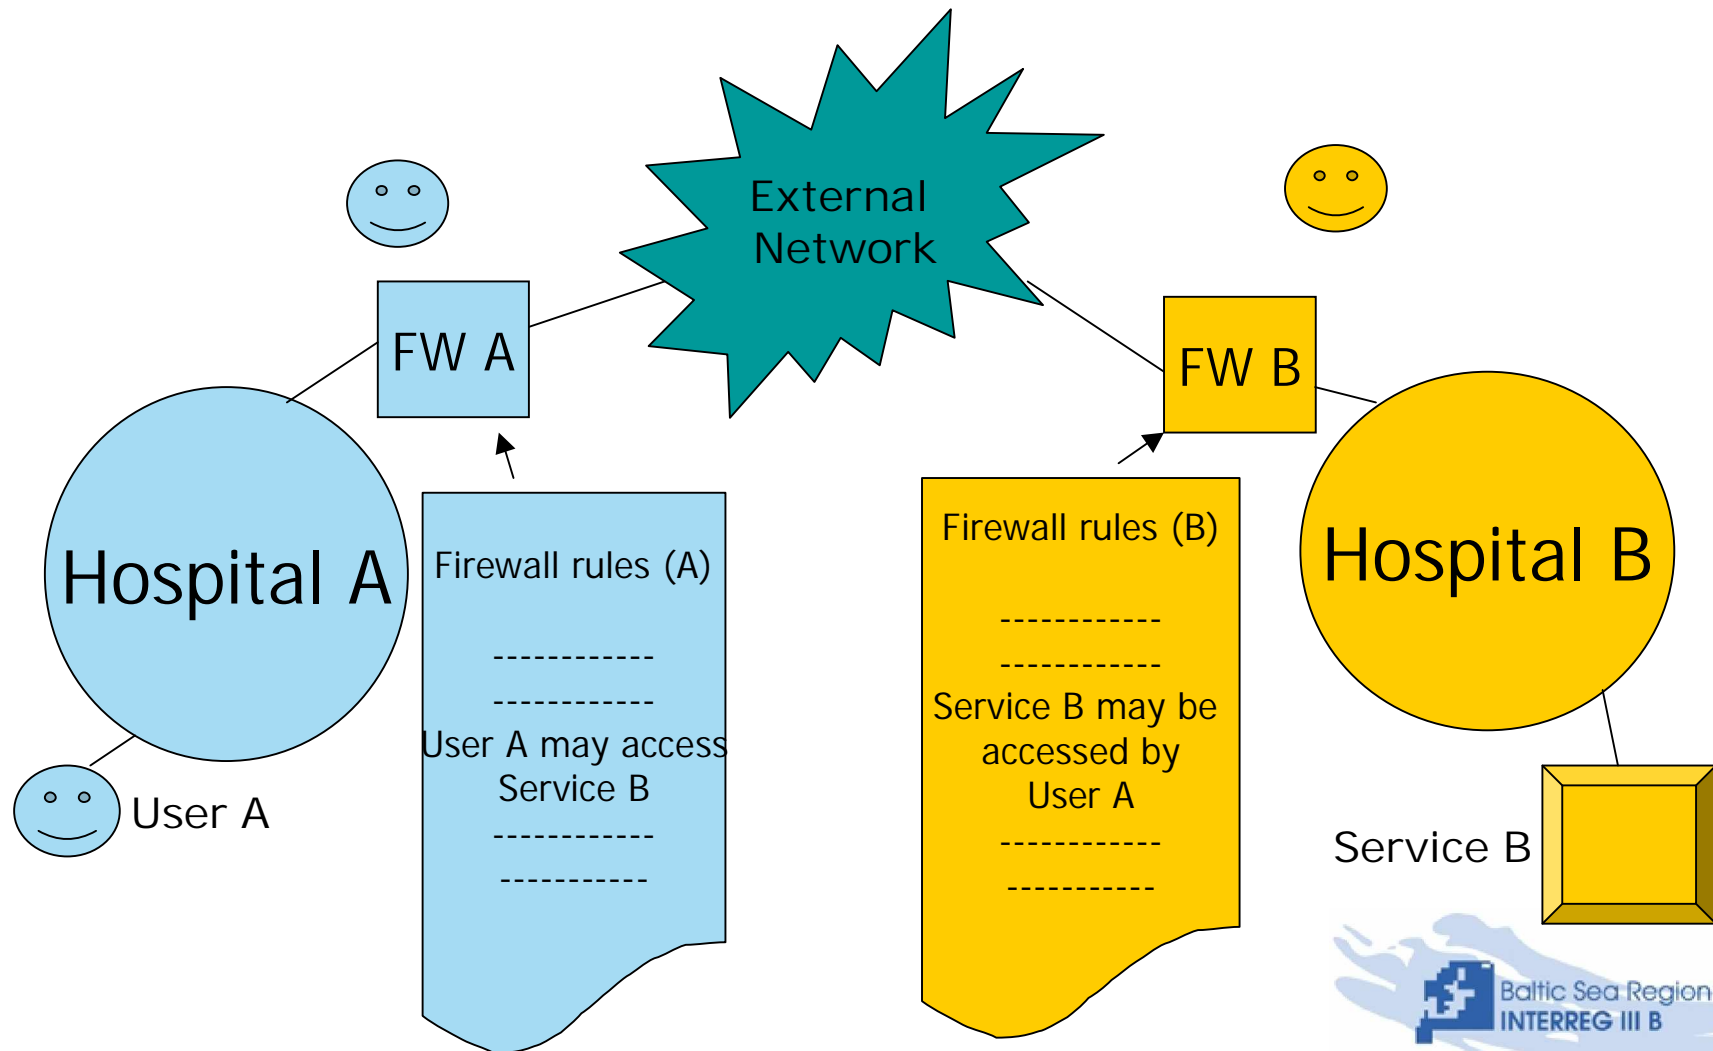 External
Network
FW A
FW B
Hospital A
Firewall rules (A)
------------
------------
User A may access
Service B
------------
-----------
User A
Firewall rules (B)
------------
------------
Service B may be
accessed by
User A
------------
-----------
Hospital B
Service B
Baltic Sea Region
INTERREG III B